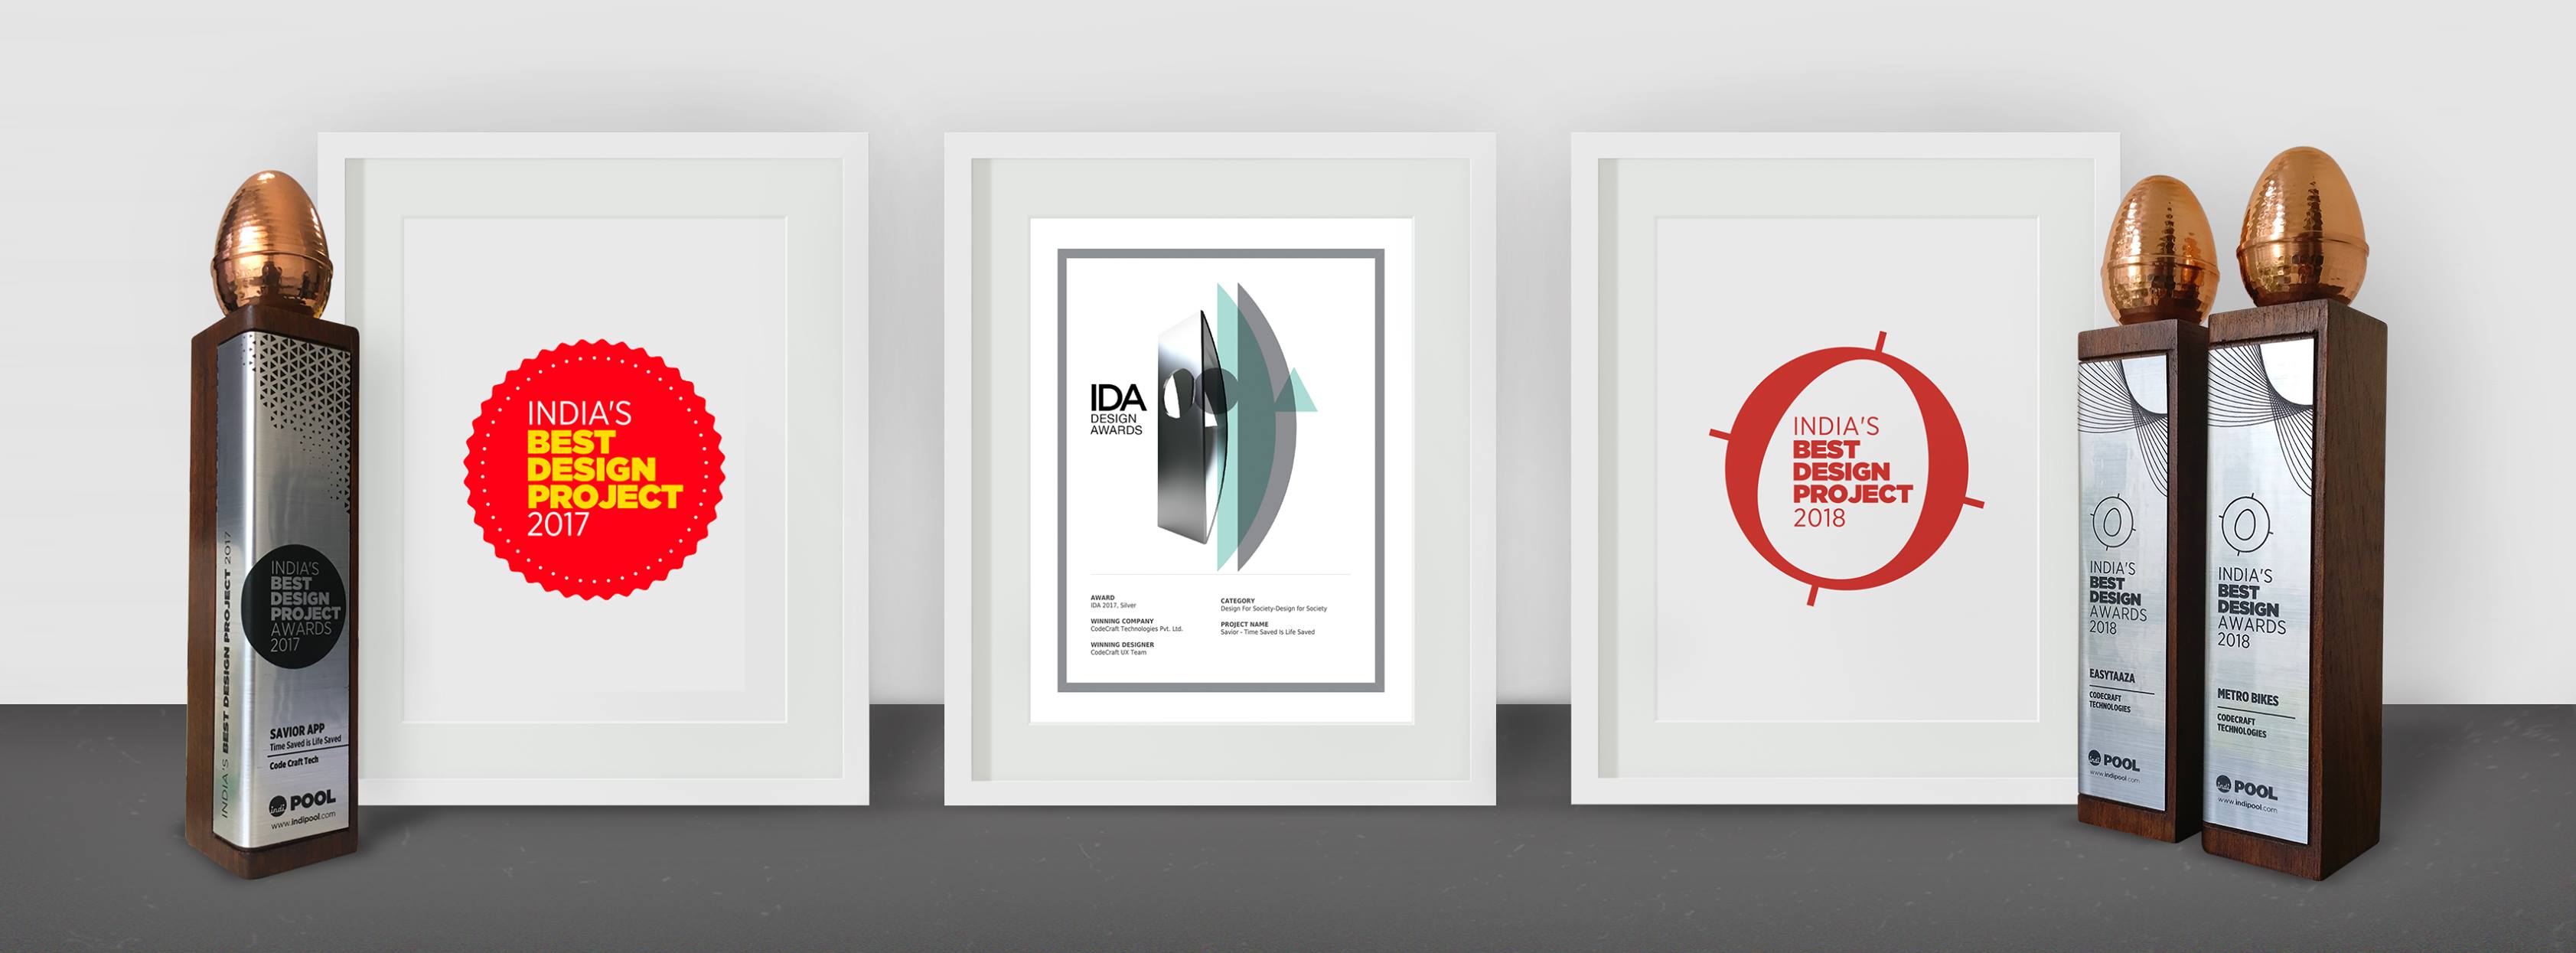 INDIA'S BEST DESIGN PROJECT 2017
INDIA'S
BEST
DESIGN
PROJECT
AWARDS
2017
SAVIOR APP
Time Saved is Life Saved
Code Craft Tech
indi POOL
www.indipool.com
INDIA'S
BEST
DESIGN
PROJECT
2017
IDA
DESIGN
AWARDS
AWARD
IDA 2017, Silver
WINNING COMPANY
CodeCraft Technologies Pvt. Ltd.
WINNING DESIGNER
CodeCraft UX Team
CATEGORY
Design For Society-Design for Society
PROJECT NAME
Savior - Time Saved Is Life Saved
INDIA'S
BEST
DESIGN
PROJECT
2018
INDIA'S
BEST
DESIGN
AWARDS
2018
EASYTAAZA
CODECRAFT
TECHNOLOGIES
indi POOL
www.indipool.com
INDIA'S
BEST
DESIGN
AWARDS
2018
METRO BIKES
CODECRAFT
TECHNOLOGIES
indi POOL
www.indipool.com